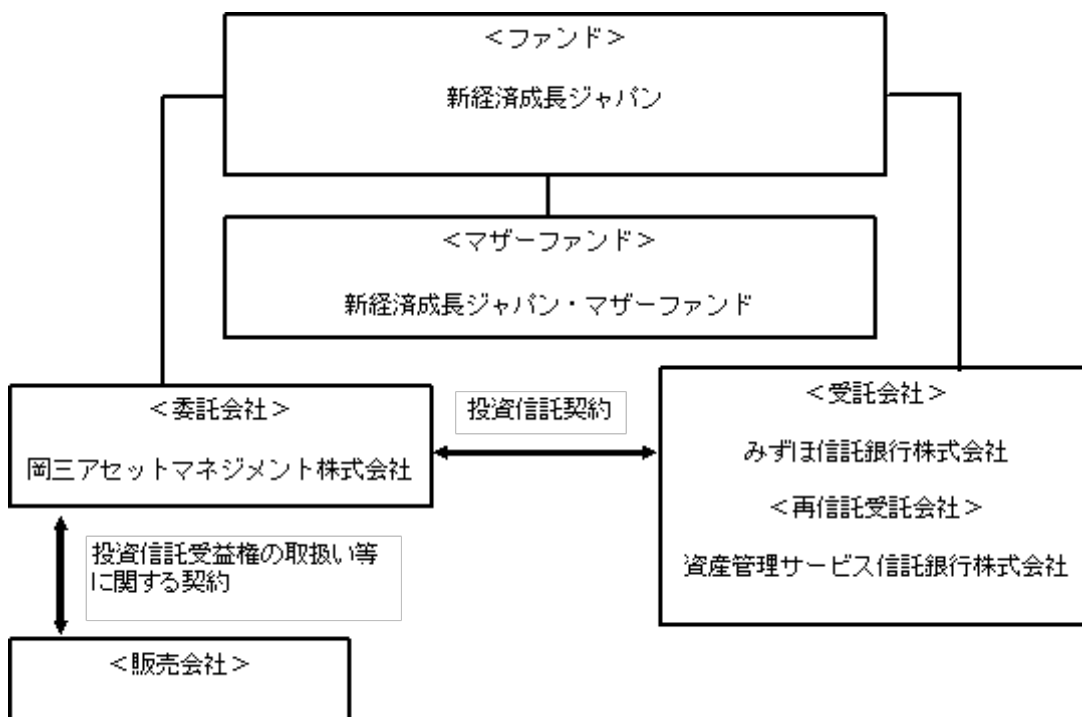 ＜ファンド＞
新経済成長ジャパン
＜マザーファンド＞
新経済成長ジャパン・マザーファンド
＜委託会社＞
岡三アセットマネジメント株式会社
投資信託契約
＜受託会社＞
みずほ信託銀行株式会社
＜再信託受託会社＞
資産管理サービス信託銀行株式会社
投資信託受益権の取扱い等
に関する契約
＜販売会社＞